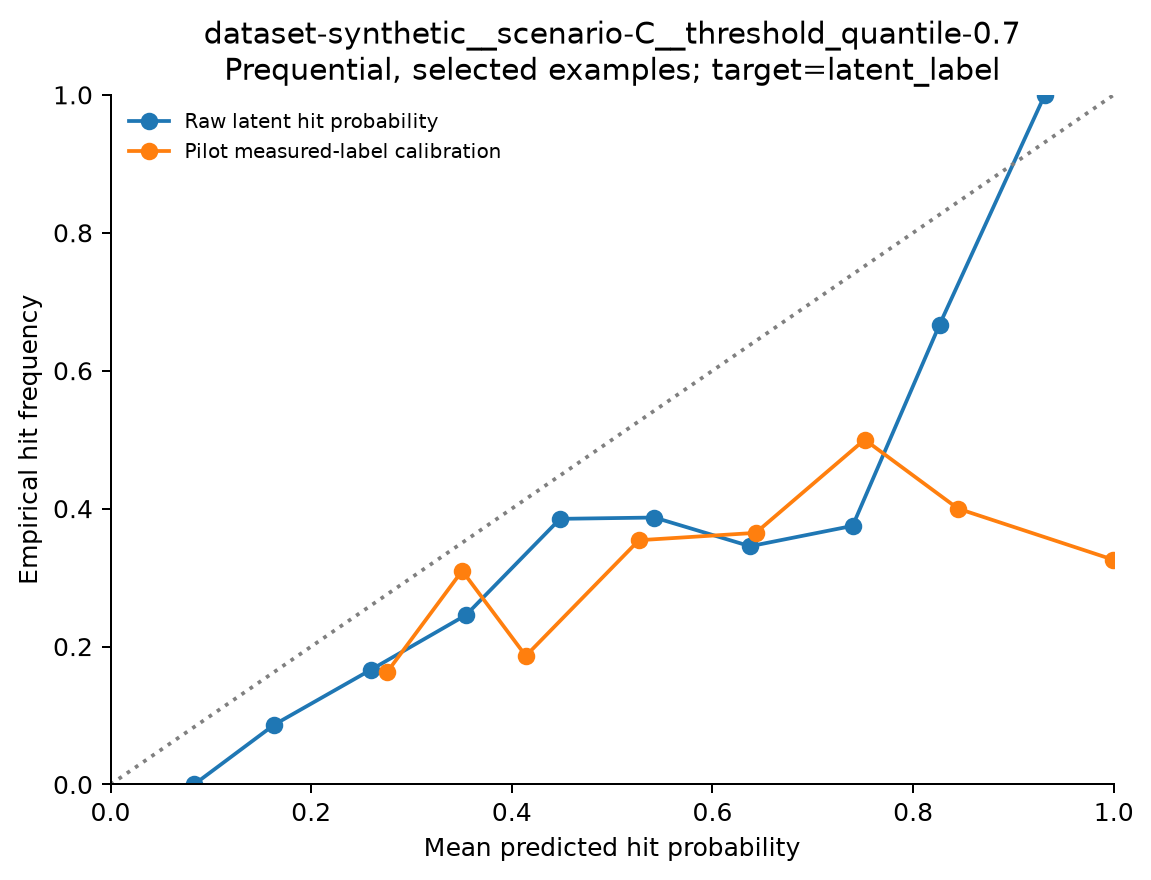 dataset-synthetic__scenario-C__threshold_quantile-0.7
Prequential, selected examples; target=latent_label
Raw latent hit probability
Pilot measured-label calibration
Empirical hit frequency
1.0
0.8
0.6
0.4
0.2
0.0
0.0 0.2 0.4 0.6 0.8 1.0
Mean predicted hit probability